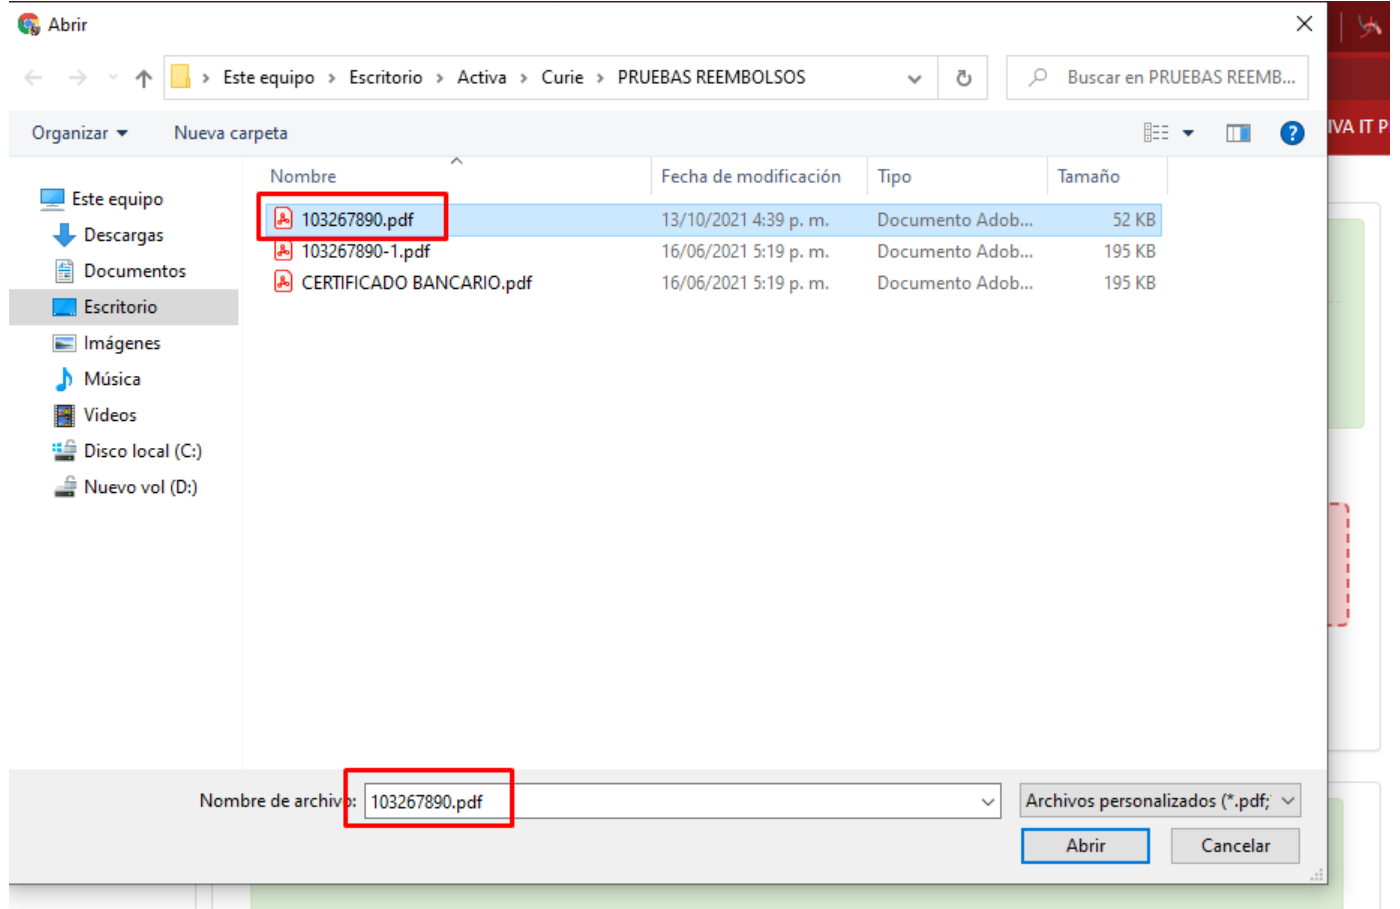 Abrir
Este equipo > Escritorio > Activa > Curie > PRUEBAS REEMBOLSOS
Buscar en PRUEBAS REEMB...
Organizar
Nueva carpeta
IVA IT P
Nombre
Fecha de modificación
Tipo
Tamaño
Este equipo
Descargas
Documentos
Escritorio
Imágenes
Música
Videos
Disco local (C:)
Nuevo vol (D:)
103267890.pdf 13/10/2021 4:39 p. m. Documento Adob... 52 KB
103267890-1.pdf 16/06/2021 5:19 p. m. Documento Adob... 195 KB
CERTIFICADO BANCARIO.pdf 16/06/2021 5:19 p. m. Documento Adob... 195 KB
Nombre de archivo: 103267890.pdf
Archivos personalizados (*.pdf;
Abrir
Cancelar